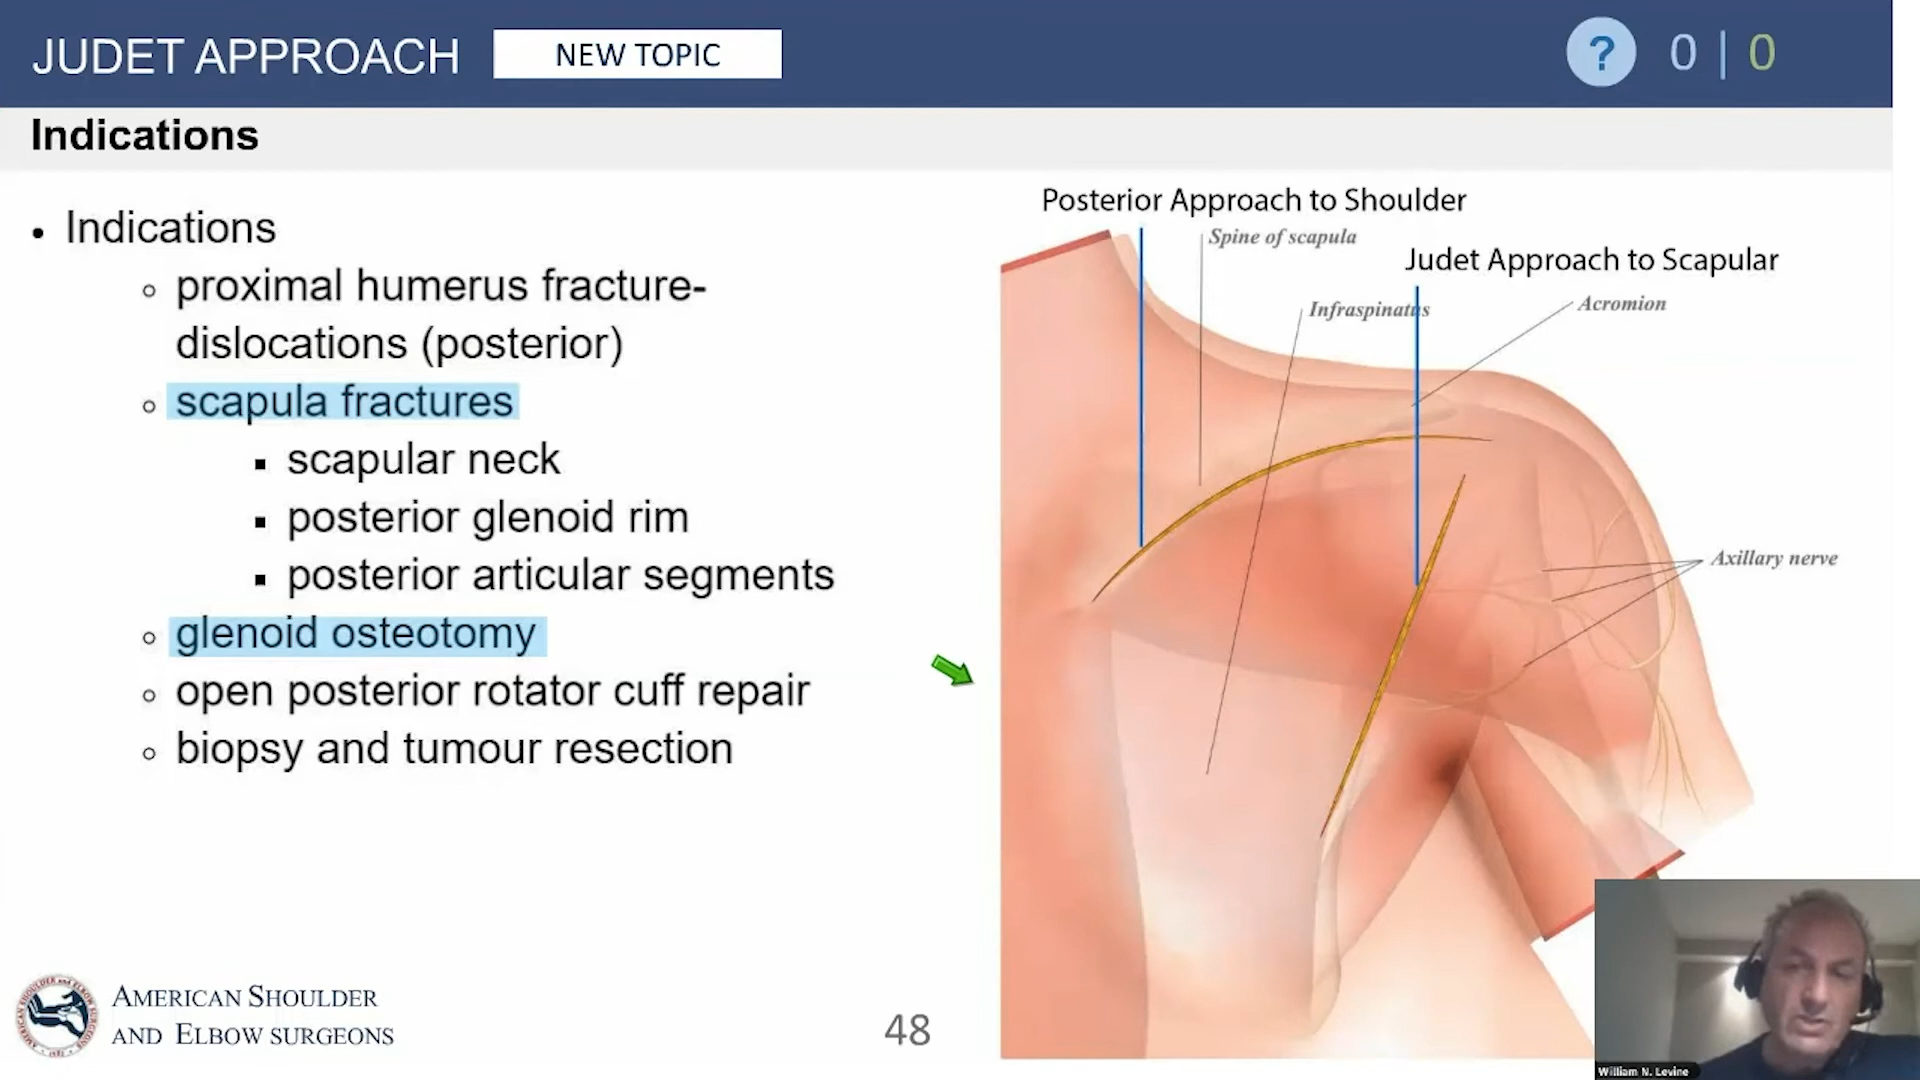 JUDET APPROACH
NEW TOPIC
? 0 | 0
Indications
• Indications
proximal humerus fracture-
dislocations (posterior)
scapula fractures
scapular neck
posterior glenoid rim
posterior articular segments
glenoid osteotomy
open posterior rotator cuff repair
biopsy and tumour resection
Posterior Approach to Shoulder
Spine of scapula
Judet Approach to Scapular
Infraspinatus
Acromion
Axillary nerve
AMERICAN SHOULDER
AND ELBOW SURGEONS
48
William N. Levine